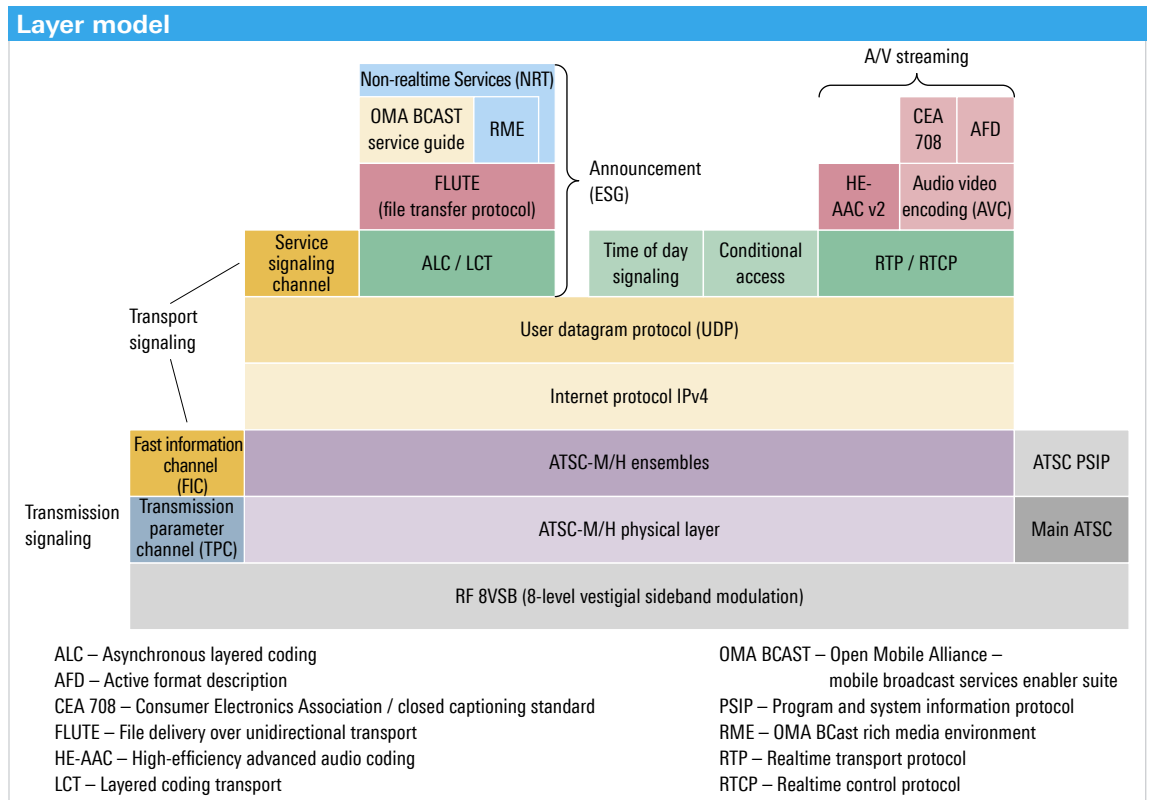 Layer model
A/V streaming
Non-realtime Services (NRT)
OMA BCAST
service guide
RME
CEA
708
AFD
Announcement
(ESG)
FLUTE
(file transfer protocol)
HE-
AAC v2
Audio video
encoding (AVC)
Service
signaling
channel
ALC / LCT
Time of day
signaling
Conditional
access
RTP / RTCP
Transport
signaling
User datagram protocol (UDP)
Internet protocol IPv4
Fast information
channel
(FIC)
ATSC-M/H ensembles
ATSC PSIP
Transmission
signaling
Transmission
parameter
channel (TPC)
ATSC-M/H physical layer
Main ATSC
RF 8VSB (8-level vestigial sideband modulation)
ALC – Asynchronous layered coding
AFD – Active format description
CEA 708 – Consumer Electronics Association / closed captioning standard
FLUTE – File delivery over unidirectional transport
HE-AAC – High-efficiency advanced audio coding
LCT – Layered coding transport
OMA BCAST – Open Mobile Alliance –
mobile broadcast services enabler suite
PSIP – Program and system information protocol
RME – OMA BCast rich media environment
RTP – Realtime transport protocol
RTCP – Realtime control protocol